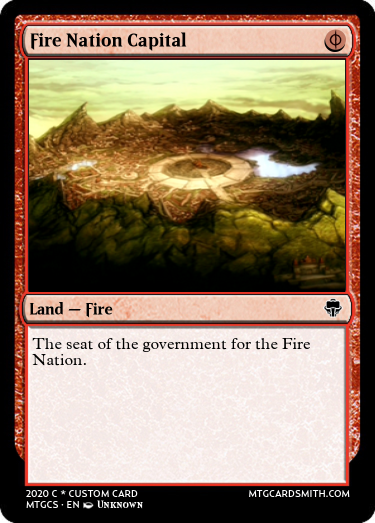 Fire Nation Capital
Land — Fire
The seat of the government for the Fire
Nation.
2020 C * CUSTOM CARD
MTGCARDSMITH.COM
MTGCS · EN Unknown